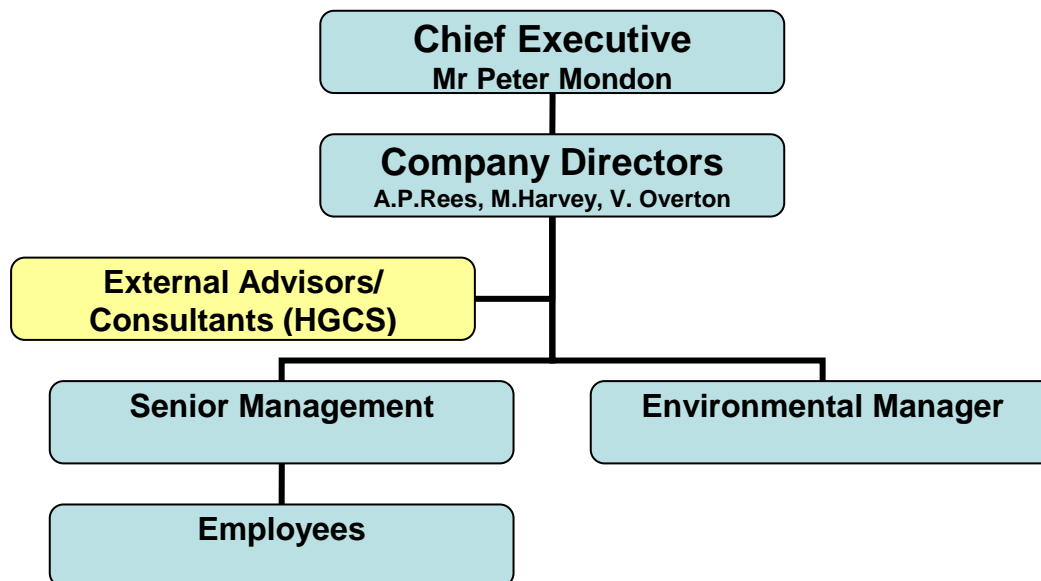 Chief Executive
Mr Peter Mondon
Company Directors
A.P.Rees, M.Harvey, V. Overton
External Advisors/
Consultants (HGCS)
Senior Management
Environmental Manager
Employees